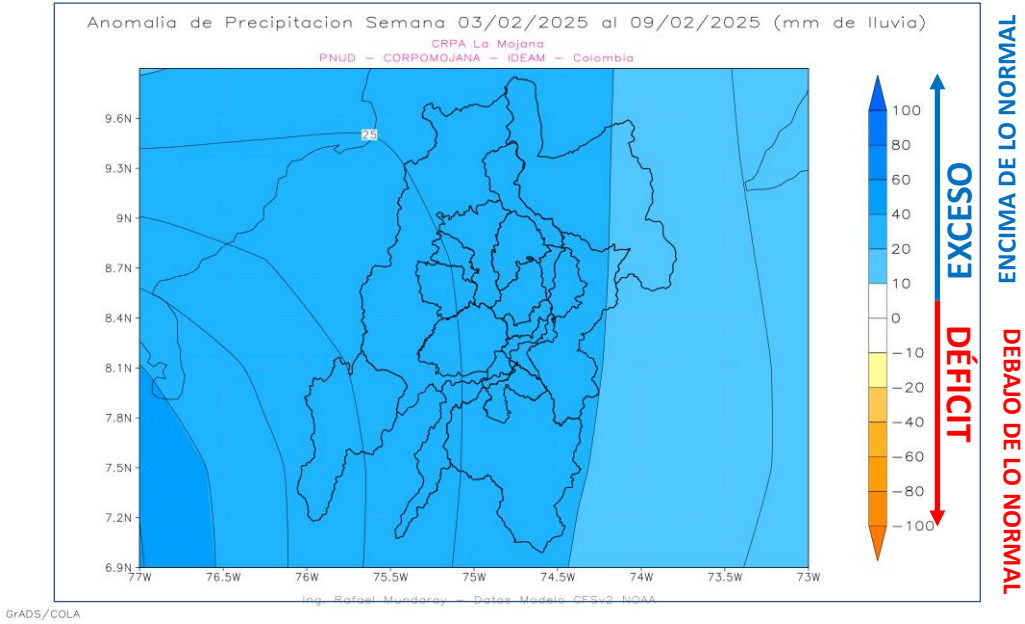 Anomalia de Precipitacion Semana 03/02/2025 al 09/02/2025 (mm de lluvia)
CRPA La Mojana
PNUD – CORPOMOJANA – IDEAM – Colombia
9.6N
9.3N
9N
8.7N
8.4N
8.1N
7.8N
7.5N
7.2N
6.9N
25
77W
76.5W
76W
75.5W
75W
74.5W
74W
73.5W
73W
100
80
60
40
20
10
0
−10
−20
−40
−60
−80
−100
EXCESO
DÉFICIT
ENCIMA DE LO NORMAL
DEBAJO DE LO NORMAL
Ing. Rafael Mundaray – Datos Modelo CFSv2 NOAA
GrADS/COLA